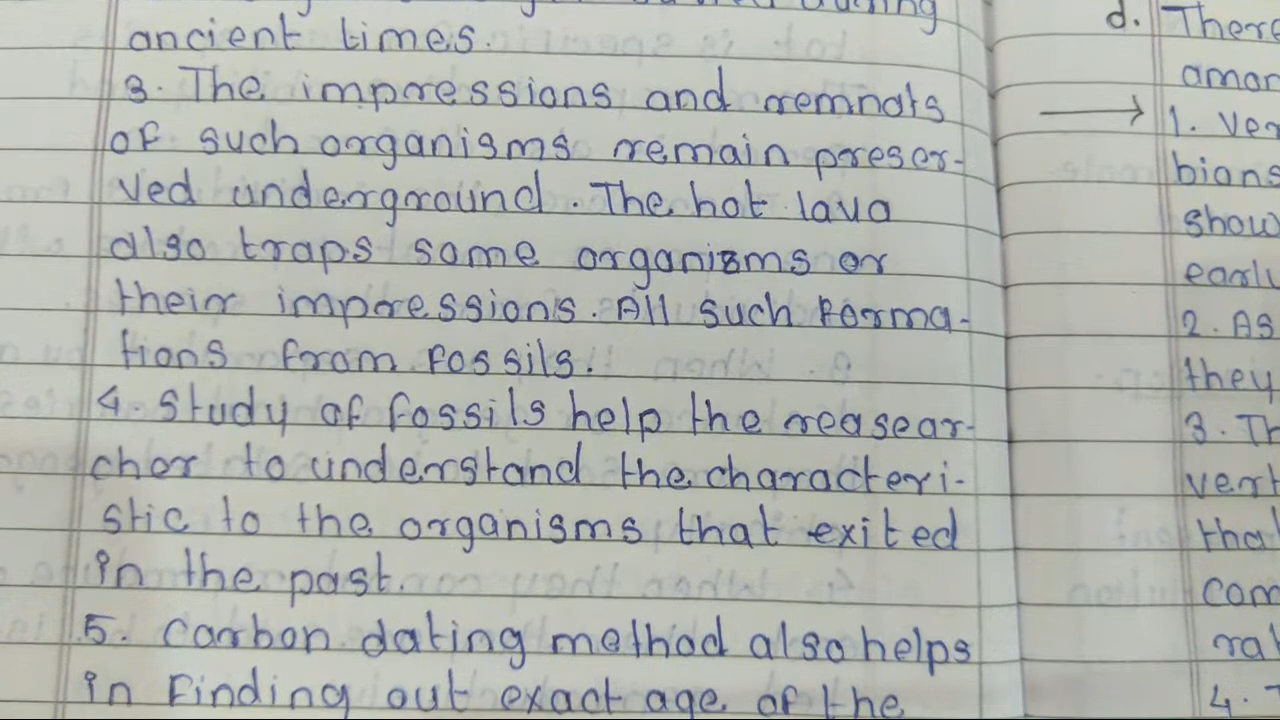 ancient times.
3. The impressions and remnats
of such organisms remain preser-
ved underground. The hot lava
also traps some organisms or
their impressions. All such forma-
tions from fossils.
4. Study of fossils help the reasear-
cher to understand the characteri-
stic to the organisms that exited
in the past.
5. Carbon dating method also helps
in finding out exact age of the
d. There
amon
1. Ver
bians
show
early
2. As
they
3. Th
vert
that
com
ral
4.